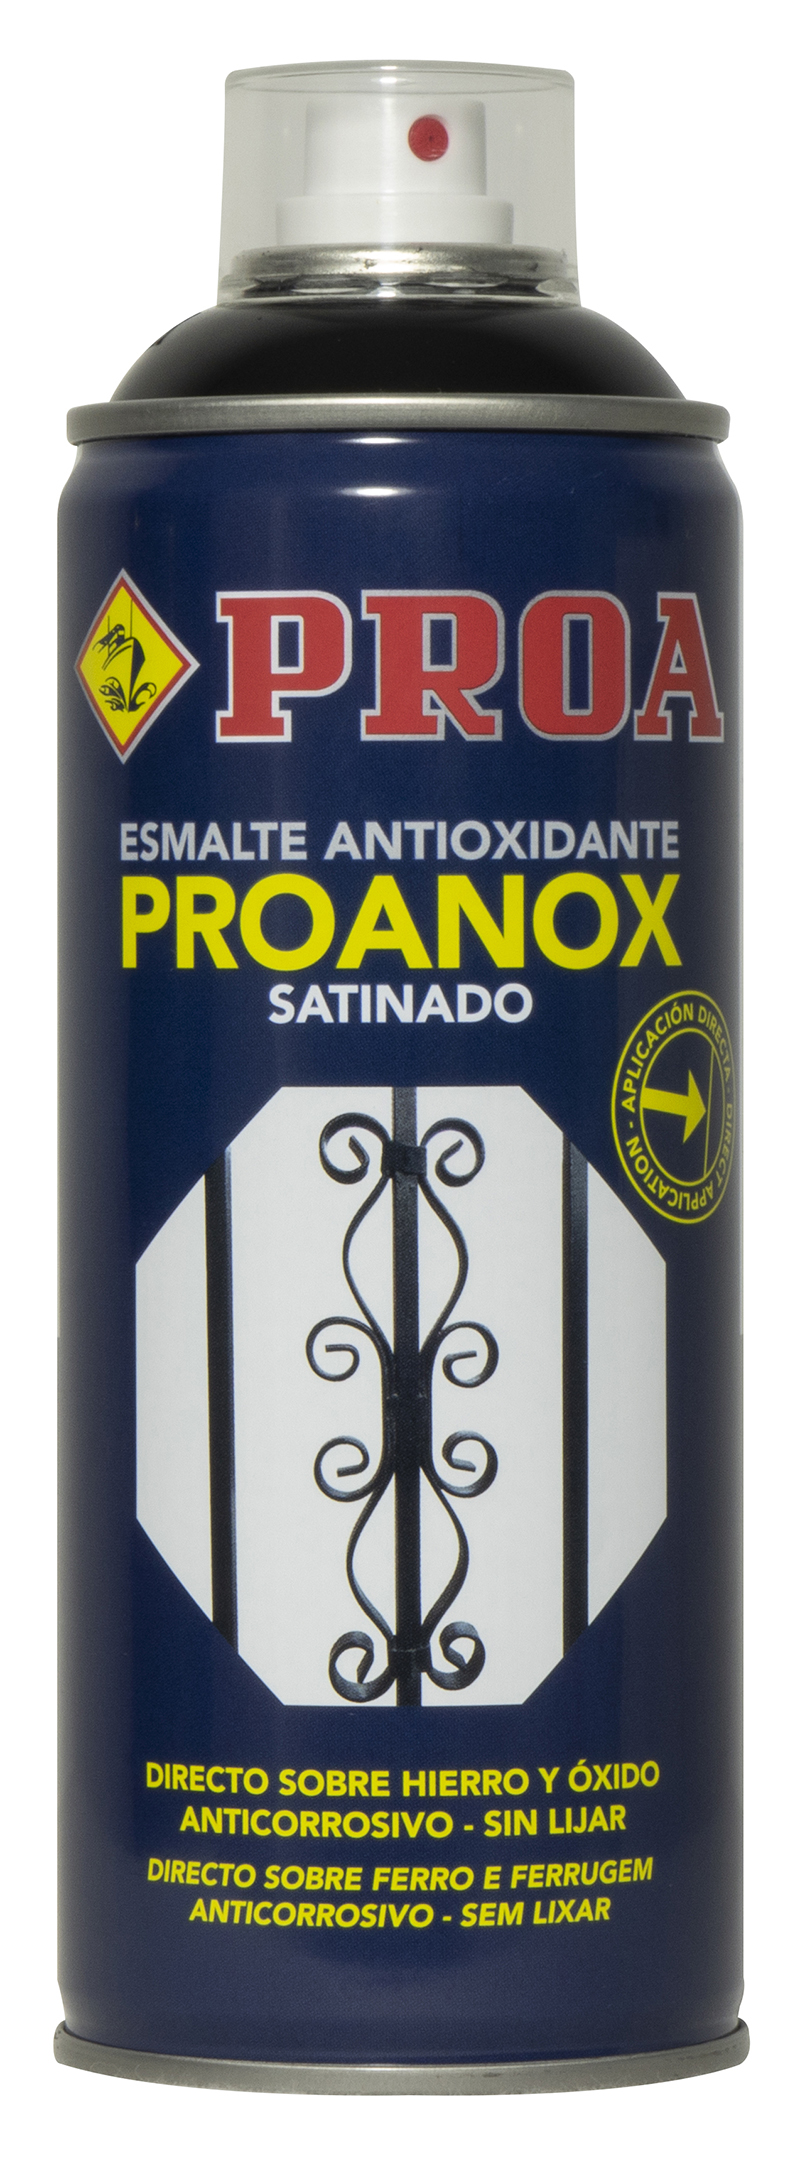 PROA
ESMALTE ANTIOXIDANTE
PROANOX
SATINADO
APLICACIÓN DIRECTA - DIRECT APPLICATION -
DIRECTO SOBRE HIERRO Y ÓXIDO
ANTICORROSIVO - SIN LIJAR
DIRECTO SOBRE FERRO E FERRUGEM
ANTICORROSIVO - SEM LIXAR